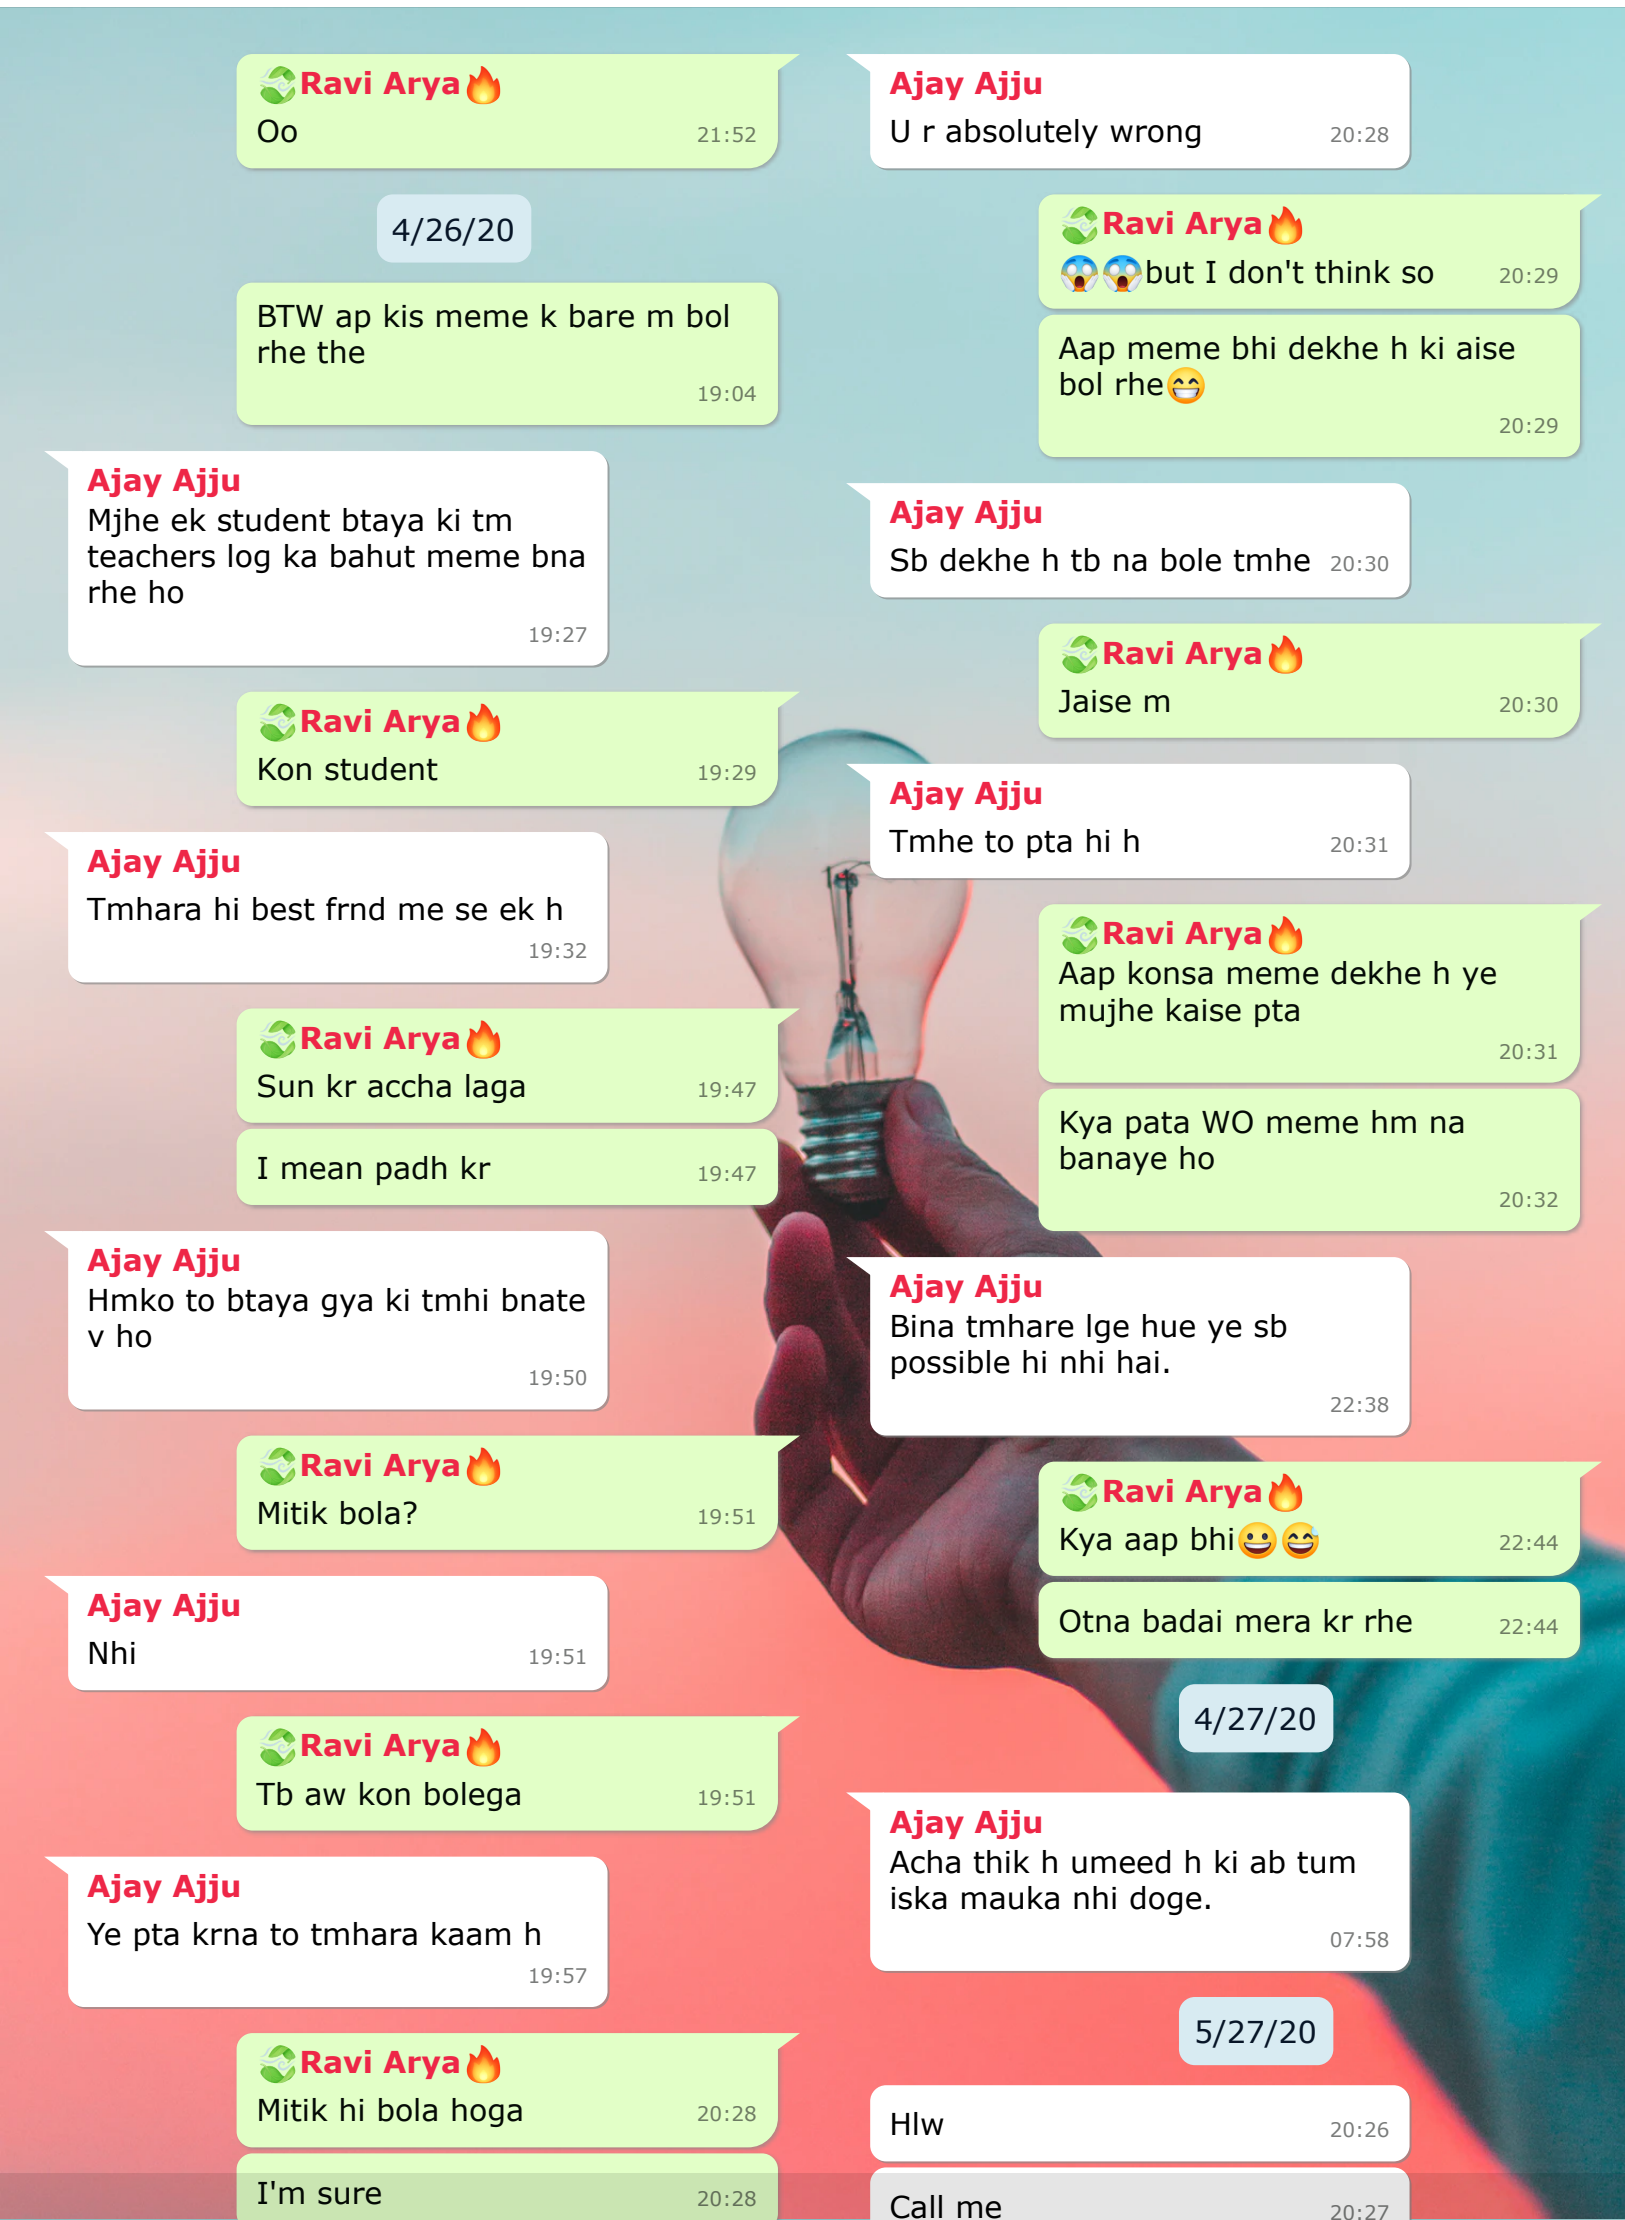 Ravi Arya🔥
Oo 21:52
4/26/20
BTW ap kis meme k bare m bol
rhe the
19:04
Ajay Ajju
Mjhe ek student btaya ki tm
teachers log ka bahut meme bna
rhe ho
19:27
Ravi Arya🔥
Kon student 19:29
Ajay Ajju
Tmhara hi best frnd me se ek h
19:32
Ravi Arya🔥
Sun kr accha laga 19:47
I mean padh kr 19:47
Ajay Ajju
Hmko to btaya gya ki tmhi bnate
v ho
19:50
Ravi Arya🔥
Mitik bola? 19:51
Ajay Ajju
Nhi 19:51
Ravi Arya🔥
Tb aw kon bolega 19:51
Ajay Ajju
Ye pta krna to tmhara kaam h
19:57
Ravi Arya🔥
Mitik hi bola hoga 20:28
I'm sure 20:28
Ajay Ajju
U r absolutely wrong 20:28
Ravi Arya🔥
😱😱but I don't think so 20:29
Aap meme bhi dekhe h ki aise
bol rhe😁
20:29
Ajay Ajju
Sb dekhe h tb na bole tmhe 20:30
Ravi Arya🔥
Jaise m 20:30
Ajay Ajju
Tmhe to pta hi h 20:31
Ravi Arya🔥
Aap konsa meme dekhe h ye
mujhe kaise pta
20:31
Kya pata WO meme hm na
banaye ho
20:32
Ajay Ajju
Bina tmhare lge hue ye sb
possible hi nhi hai.
22:38
Ravi Arya🔥
Kya aap bhi😀😅 22:44
Otna badai mera kr rhe 22:44
4/27/20
Ajay Ajju
Acha thik h umeed h ki ab tum
iska mauka nhi doge.
07:58
5/27/20
Hlw 20:26
Call me 20:27